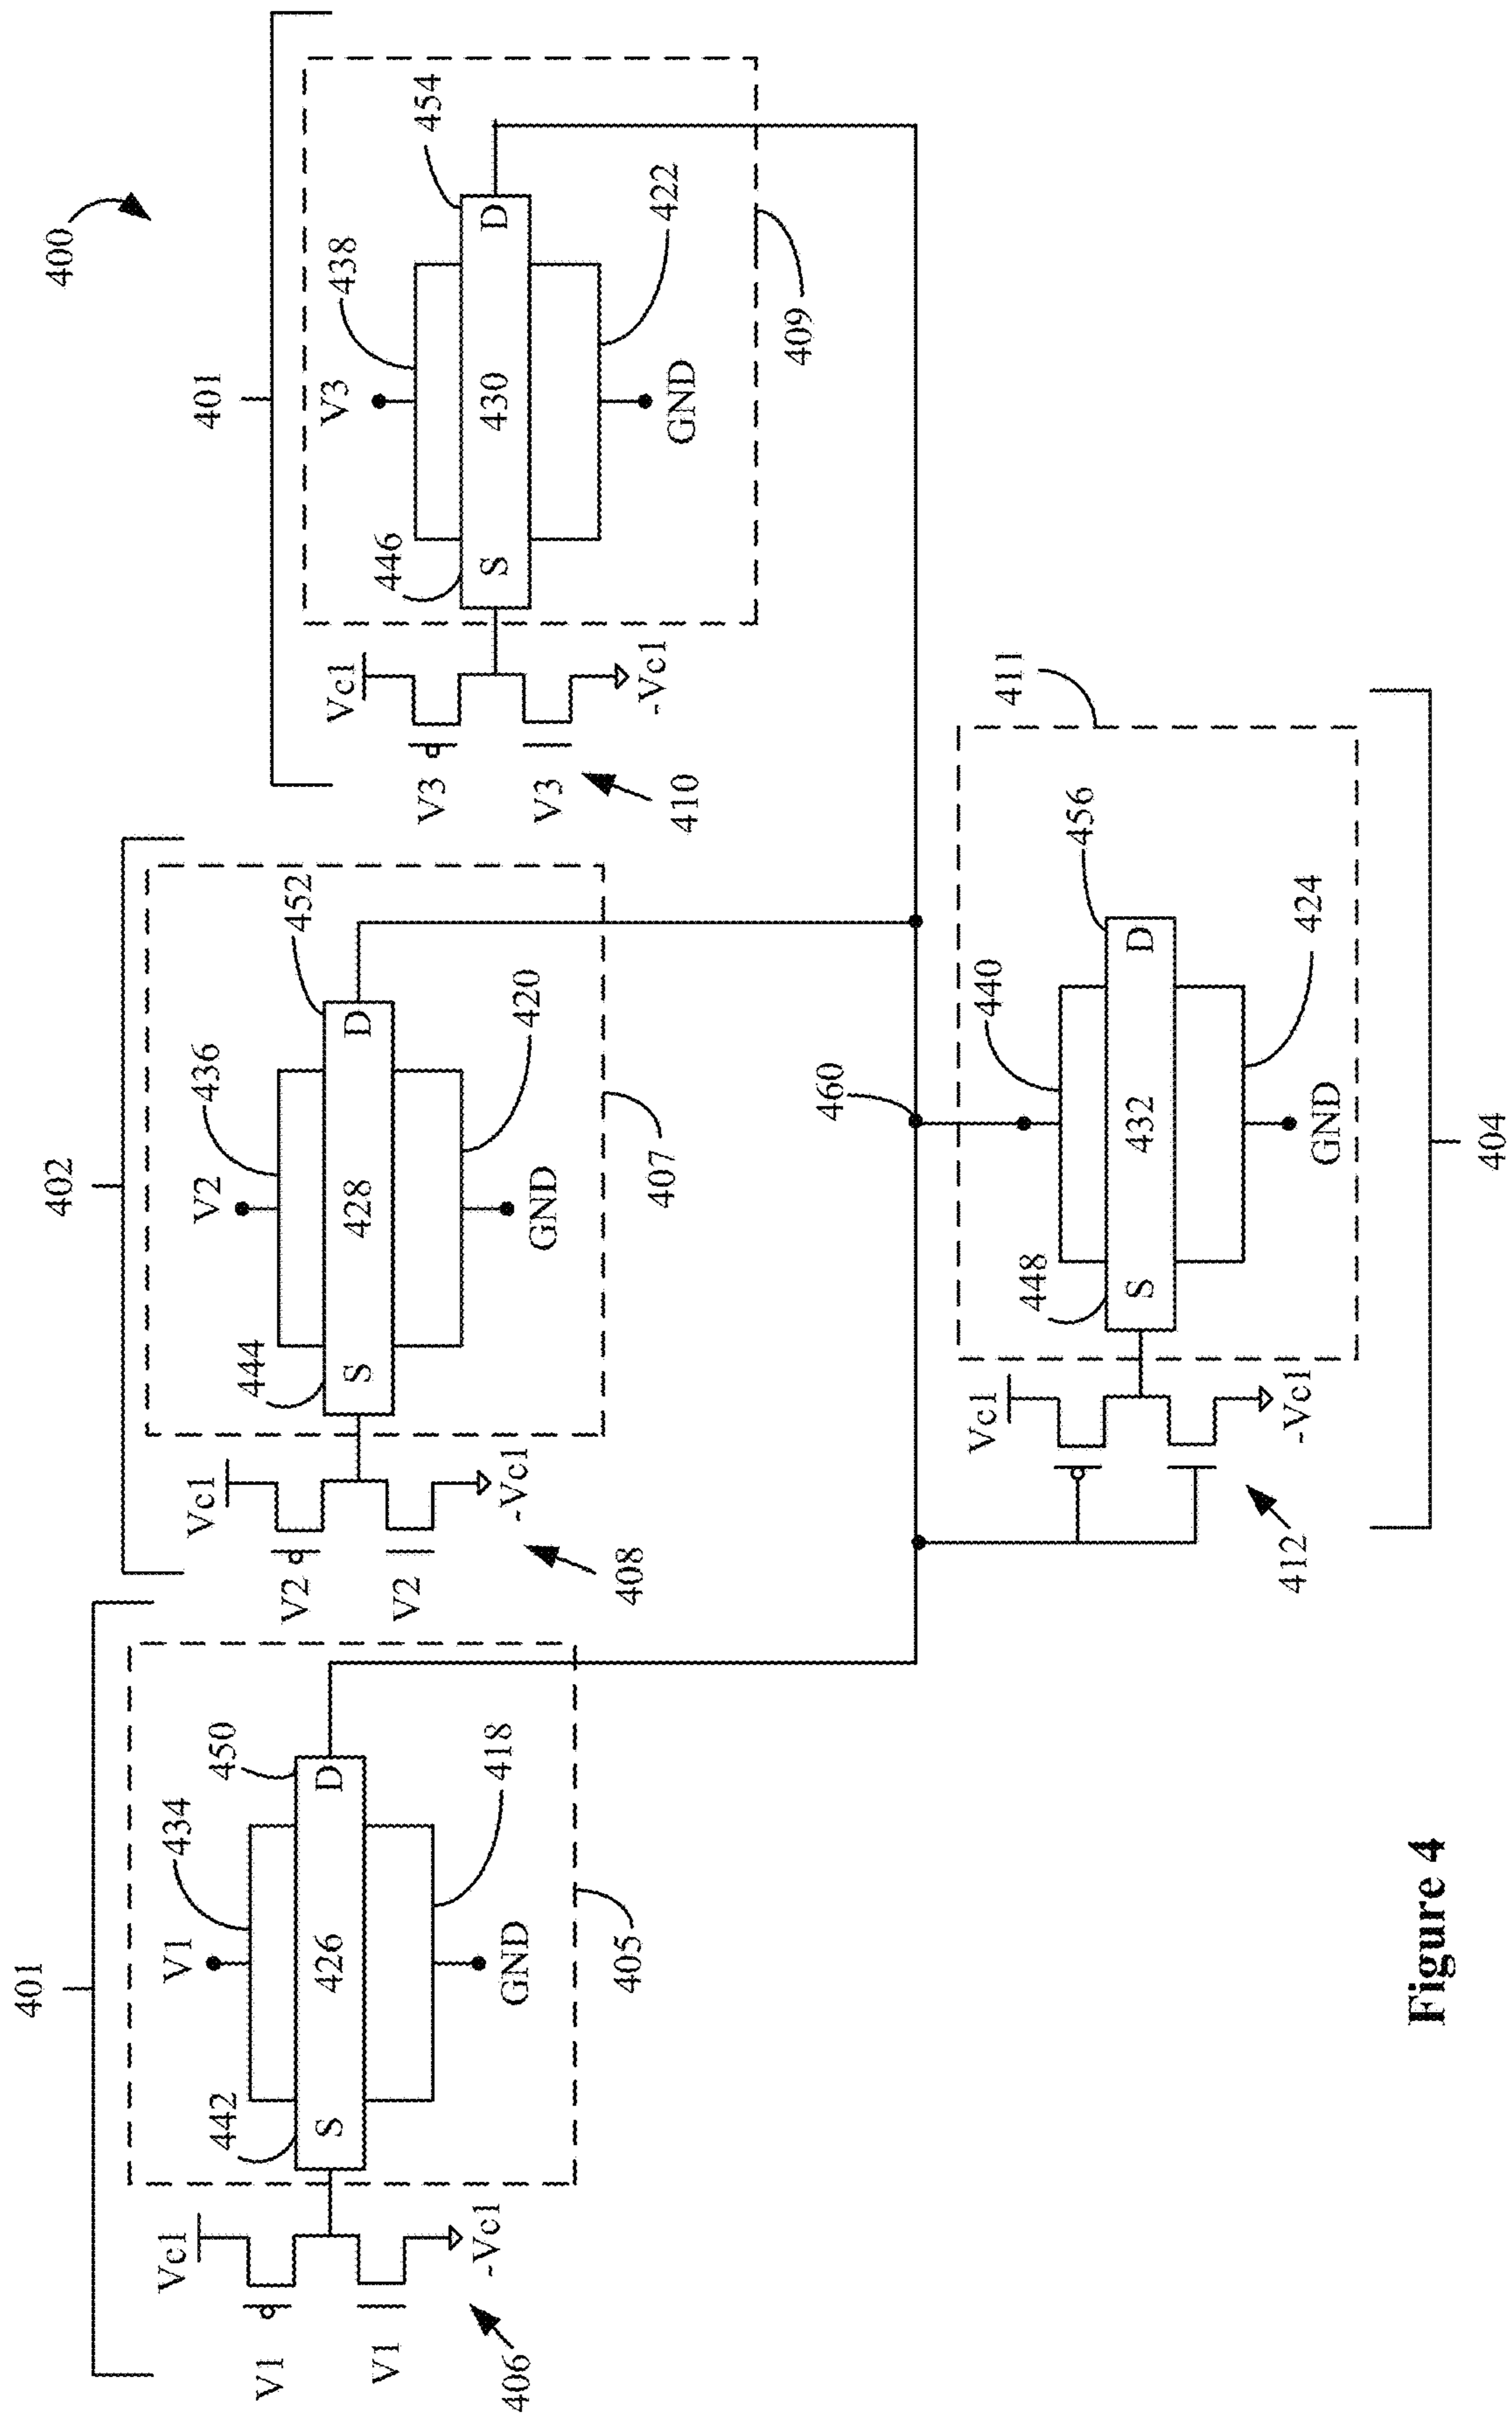 400
401
V1
434
450
442
S
426
D
418
GND
405
Vc1
V1
V1
-Vc1
406
402
V2
436
452
444
S
428
D
420
GND
407
Vc1
V2
V2
-Vc1
408
401
V3
438
454
446
S
430
D
422
GND
409
Vc1
V3
V3
-Vc1
410
460
411
440
456
448
S
432
D
424
GND
Vc1
-Vc1
412
404
Figure 4